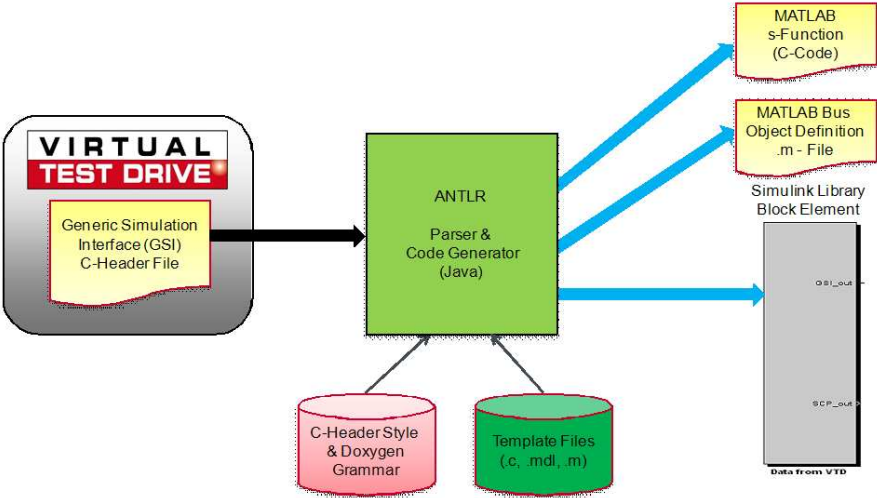 MATLAB
s-Function
(C-Code)
MATLAB Bus
Object Definition
.m - File
VIRTUAL
TEST DRIVE
Generic Simulation
Interface (GSI)
C-Header File
ANTLR
Parser &
Code Generator
(Java)
Simulink Library
Block Element
GSI_out
SCP_out
Data from VTD
C-Header Style
& Doxygen
Grammar
Template Files
(.c, .mdl, .m)